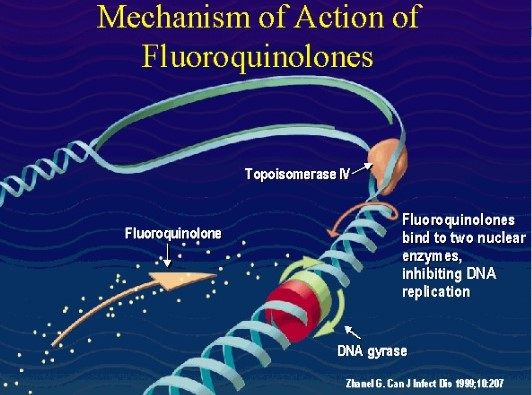 Mechanism of Action of
Fluoroquinolones
Topoisomerase IV
Fluoroquinolone
Fluoroquinolones
bind to two nuclear
enzymes,
inhibiting DNA
replication
DNA gyrase
Zhanel G. Can J Infect Dis 1999;10:207